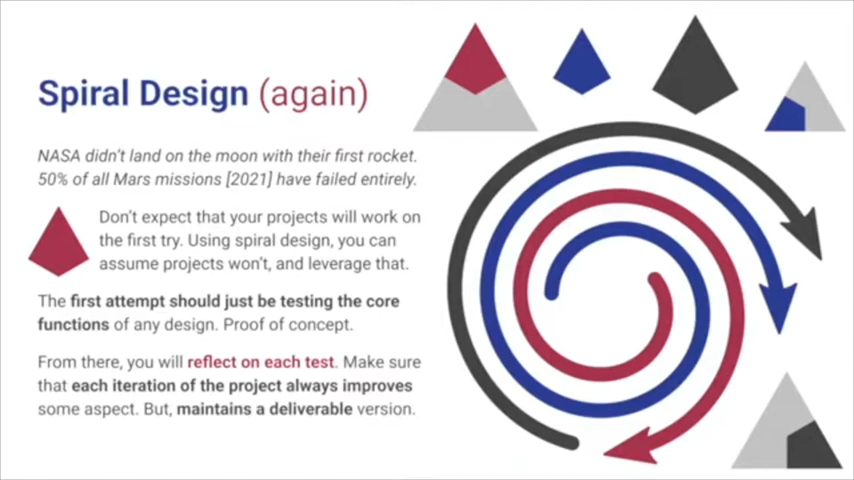 Spiral Design (again)
NASA didn't land on the moon with their first rocket.
50% of all Mars missions [2021] have failed entirely.
Don't expect that your projects will work on
the first try. Using spiral design, you can
assume projects won't, and leverage that.
The first attempt should just be testing the core
functions of any design. Proof of concept.
From there, you will reflect on each test. Make sure
that each iteration of the project always improves
some aspect. But, maintains a deliverable version.